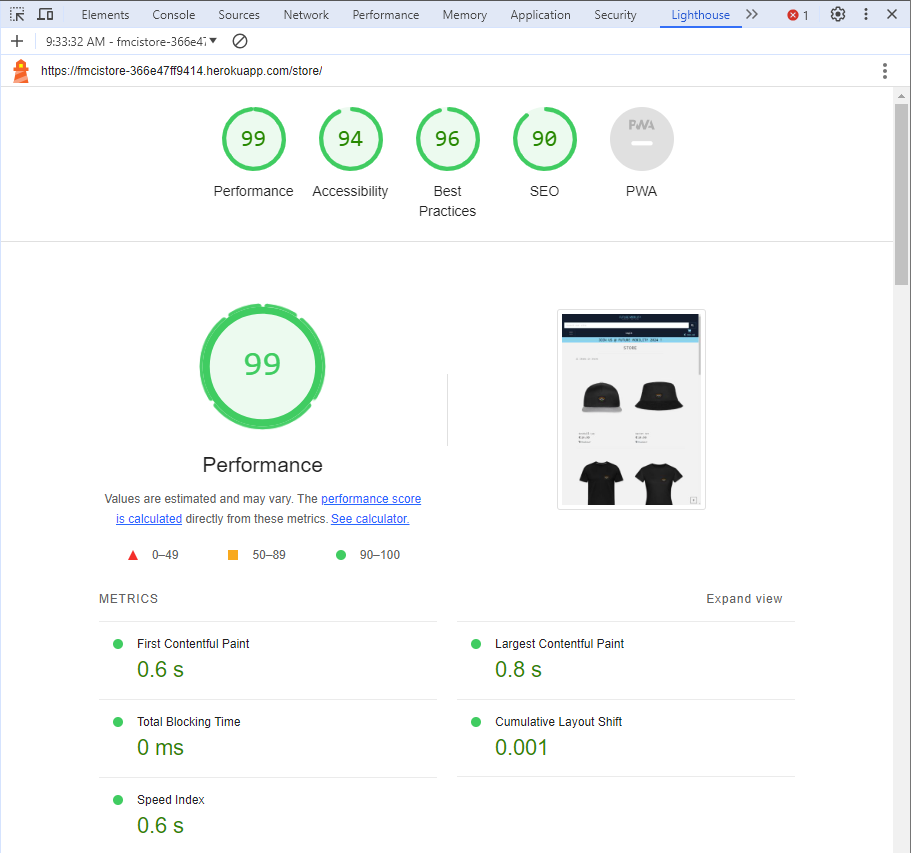 Elements Console Sources Network Performance Memory Application Security Lighthouse 1
9:33:32 AM - fmcistore-366e47
https://fmcistore-366e47ff9414.herokuapp.com/store/
99 94 96 90 PWA
Performance Accessibility Best Practices SEO PWA
99
Performance
Values are estimated and may vary. The performance score
is calculated directly from these metrics. See calculator.
0–49 50–89 90–100
METRICS Expand view
First Contentful Paint Largest Contentful Paint
0.6 s 0.8 s
Total Blocking Time Cumulative Layout Shift
0 ms 0.001
Speed Index
0.6 s
STORE